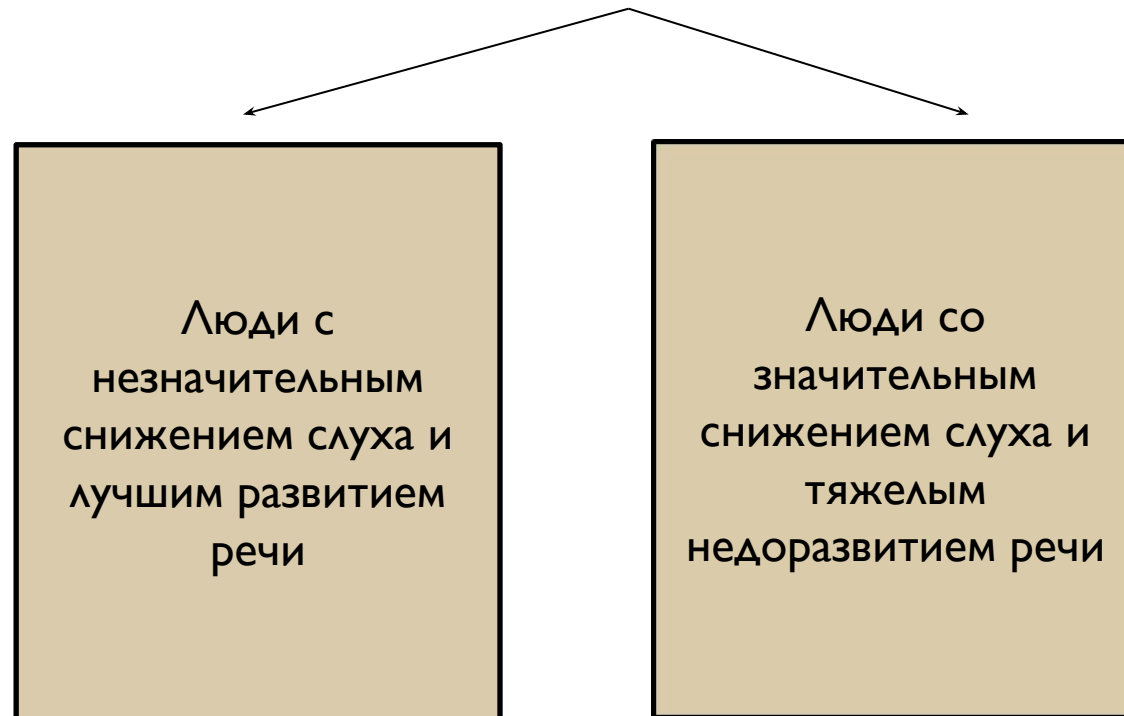 Люди с
незначительным
снижением слуха и
лучшим развитием
речи
Люди со
значительным
снижением слуха и
тяжелым
недоразвитием речи